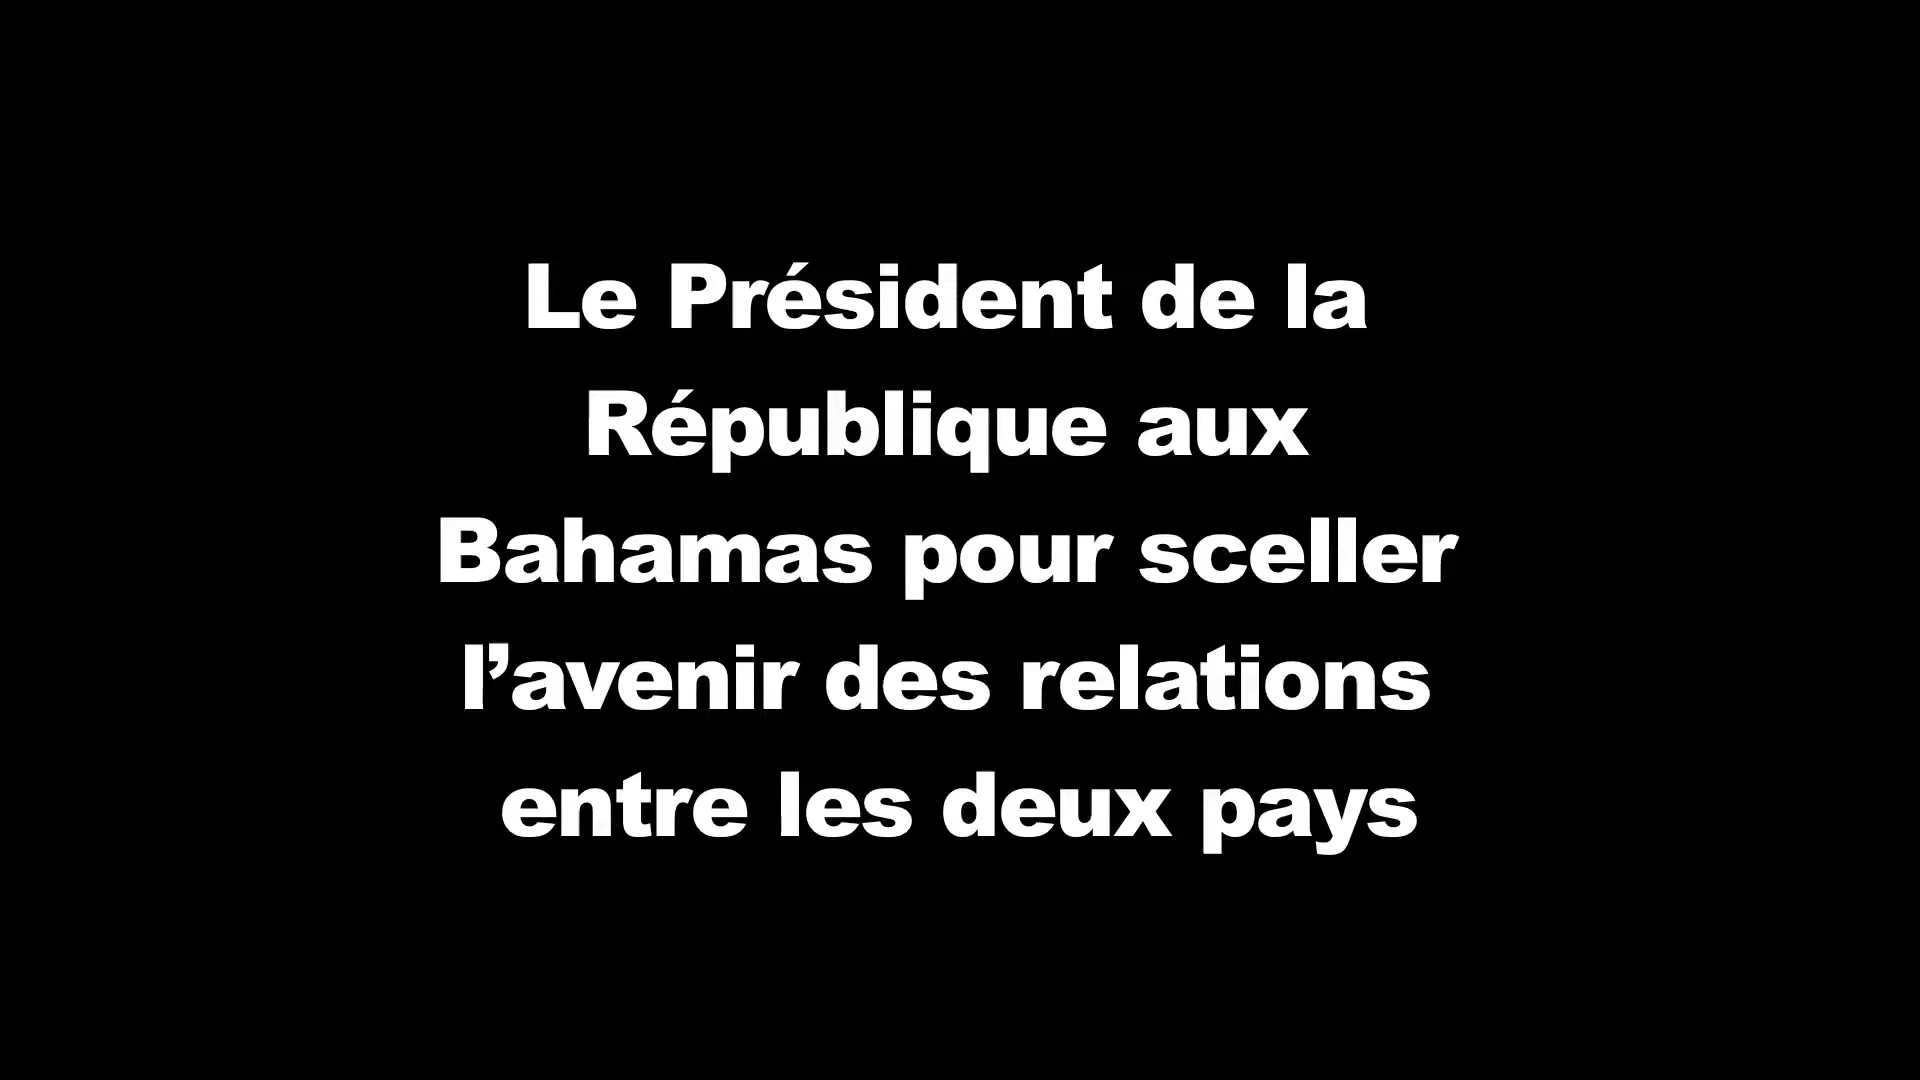 Le Président de la
République aux
Bahamas pour sceller
l’avenir des relations
entre les deux pays